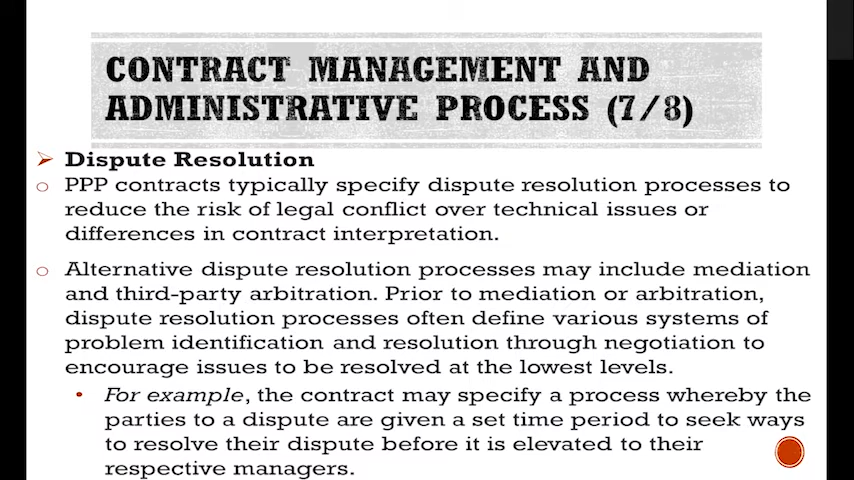 CONTRACT MANAGEMENT AND
ADMINISTRATIVE PROCESS (7/8)
Dispute Resolution
PPP contracts typically specify dispute resolution processes to
reduce the risk of legal conflict over technical issues or
differences in contract interpretation.
Alternative dispute resolution processes may include mediation
and third-party arbitration. Prior to mediation or arbitration,
dispute resolution processes often define various systems of
problem identification and resolution through negotiation to
encourage issues to be resolved at the lowest levels.
For example, the contract may specify a process whereby the
parties to a dispute are given a set time period to seek ways
to resolve their dispute before it is elevated to their
respective managers.